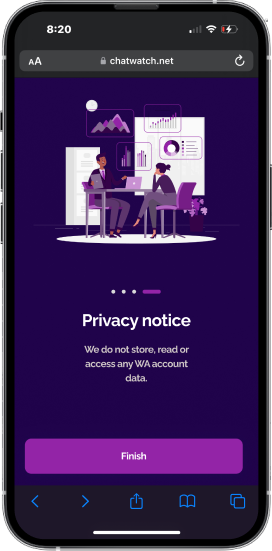 8:20
AA chatwatch.net
Privacy notice
We do not store, read or
access any WA account
data.
Finish